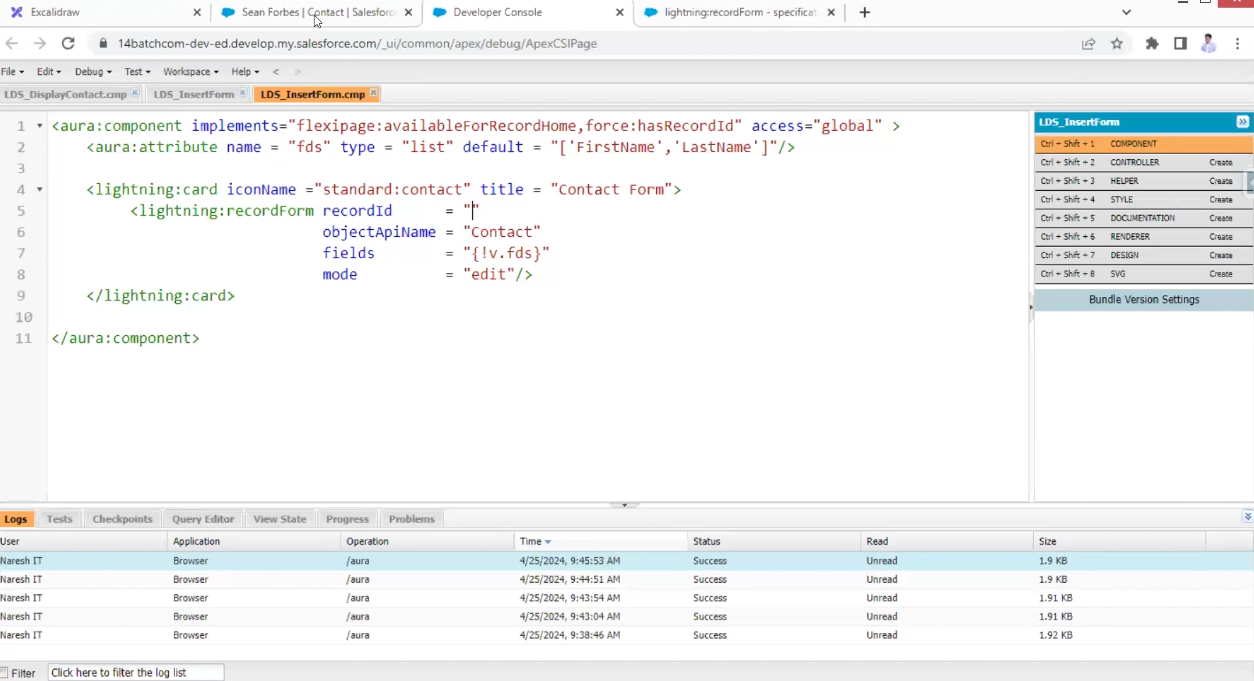 Excalidraw
Sean Forbes | Contact | Salesforc
Developer Console
lightning:recordForm - specificat
14batchcom-dev-ed.develop.my.salesforce.com/_ui/common/apex/debug/ApexCSIPage
File Edit Debug Test Workspace Help < >
LDS_DisplayContact.cmp LDS_InsertForm LDS_InsertForm.cmp
1 <aura:component implements="flexipage:availableForRecordHome,force:hasRecordId" access="global" >
2 <aura:attribute name = "fds" type = "list" default = "['FirstName','LastName']"/>
3
4 <lightning:card iconName ="standard:contact" title = "Contact Form">
5 <lightning:recordForm recordId = ""
6 objectApiName = "Contact"
7 fields = "{!v.fds}"
8 mode = "edit"/>
9 </lightning:card>
10
11 </aura:component>
LDS_InsertForm
Ctrl + Shift + 1 COMPONENT
Ctrl + Shift + 2 CONTROLLER Create
Ctrl + Shift + 3 HELPER Create
Ctrl + Shift + 4 STYLE Create
Ctrl + Shift + 5 DOCUMENTATION Create
Ctrl + Shift + 6 RENDERER Create
Ctrl + Shift + 7 DESIGN Create
Ctrl + Shift + 8 SVG Create
Bundle Version Settings
Logs Tests Checkpoints Query Editor View State Progress Problems
User Application Operation Time Status Read Size
Naresh IT Browser /aura 4/25/2024, 9:45:53 AM Success Unread 1.9 KB
Naresh IT Browser /aura 4/25/2024, 9:44:51 AM Success Unread 1.9 KB
Naresh IT Browser /aura 4/25/2024, 9:43:54 AM Success Unread 1.91 KB
Naresh IT Browser /aura 4/25/2024, 9:43:04 AM Success Unread 1.91 KB
Naresh IT Browser /aura 4/25/2024, 9:38:46 AM Success Unread 1.92 KB
Filter Click here to filter the log list